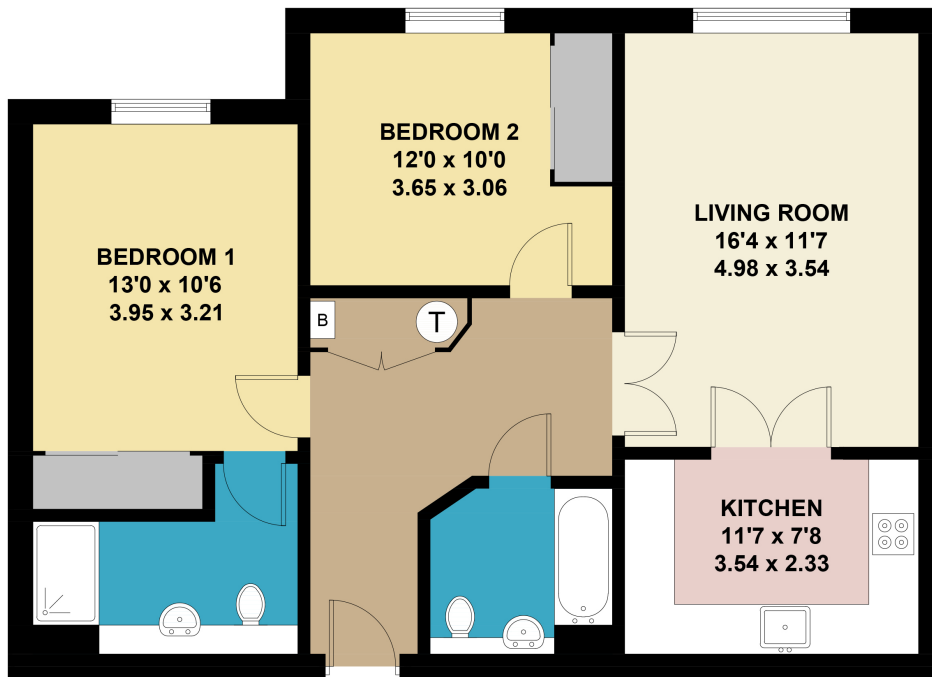 BEDROOM 2
12'0 x 10'0
3.65 x 3.06
LIVING ROOM
16'4 x 11'7
4.98 x 3.54
BEDROOM 1
13'0 x 10'6
3.95 x 3.21
B
T
KITCHEN
11'7 x 7'8
3.54 x 2.33